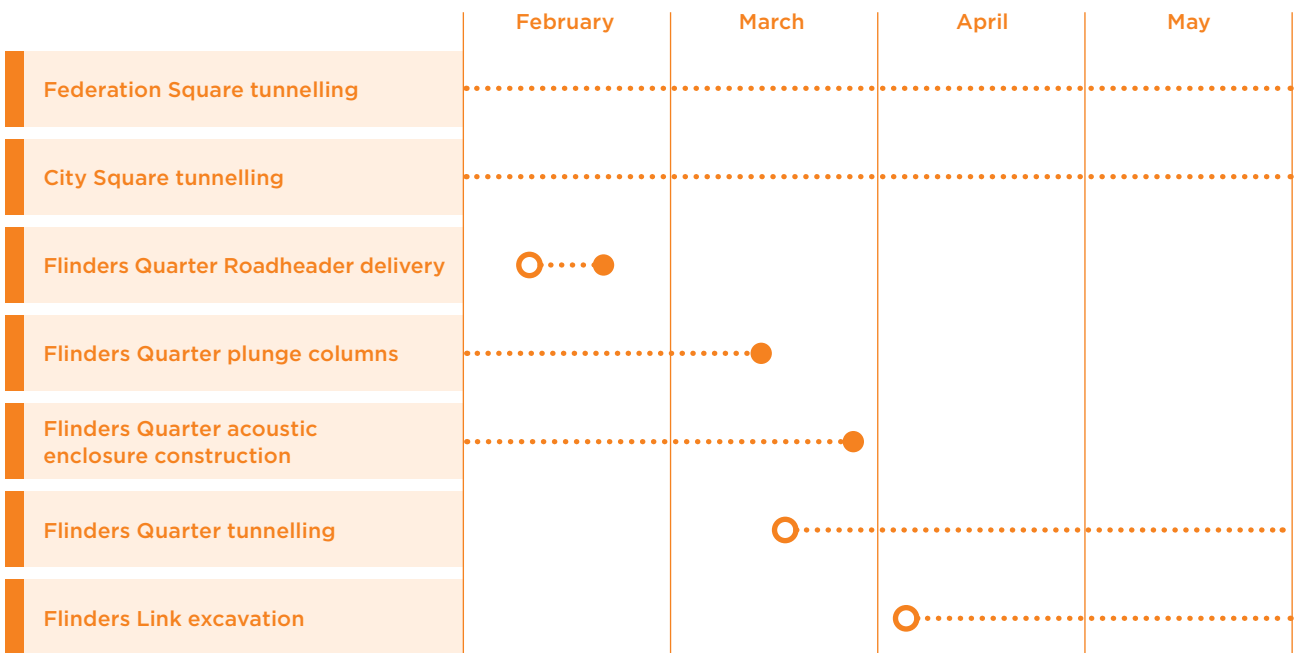 February March April May
Federation Square tunnelling
City Square tunnelling
Flinders Quarter Roadheader delivery
Flinders Quarter plunge columns
Flinders Quarter acoustic
enclosure construction
Flinders Quarter tunnelling
Flinders Link excavation